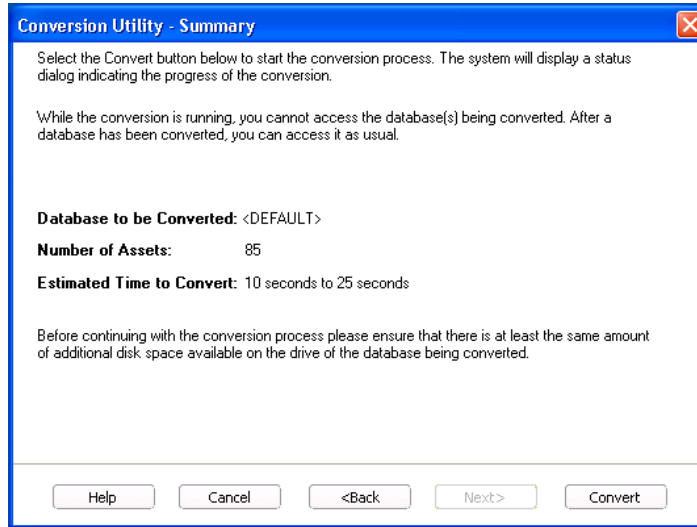 Conversion Utility - Summary
Select the Convert button below to start the conversion process. The system will display a status
dialog indicating the progress of the conversion.
While the conversion is running, you cannot access the database(s) being converted. After a
database has been converted, you can access it as usual.
Database to be Converted: <DEFAULT>
Number of Assets: 85
Estimated Time to Convert: 10 seconds to 25 seconds
Before continuing with the conversion process please ensure that there is at least the same amount
of additional disk space available on the drive of the database being converted.
Help Cancel <Back Next> Convert